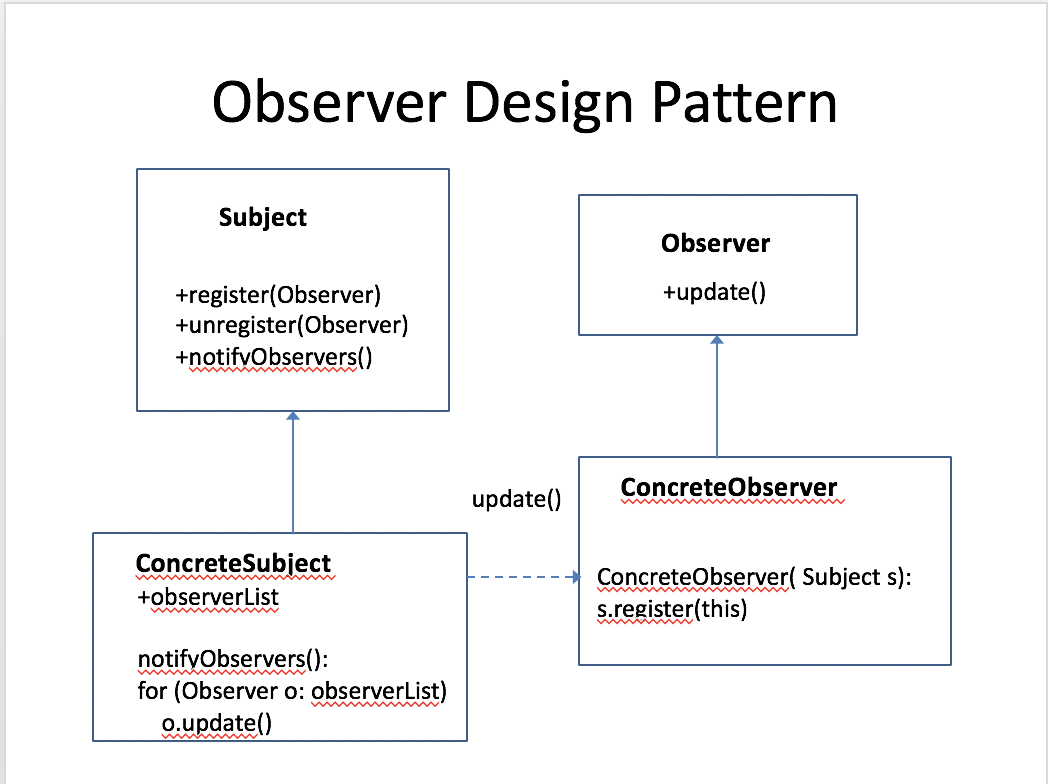 Observer Design Pattern
Subject
+register(Observer)
+unregister(Observer)
+notifyObservers()
Observer
+update()
update()
ConcreteSubject
+observerList
notifyObservers():
for (Observer o: observerList)
o.update()
ConcreteObserver
ConcreteObserver( Subject s):
s.register(this)